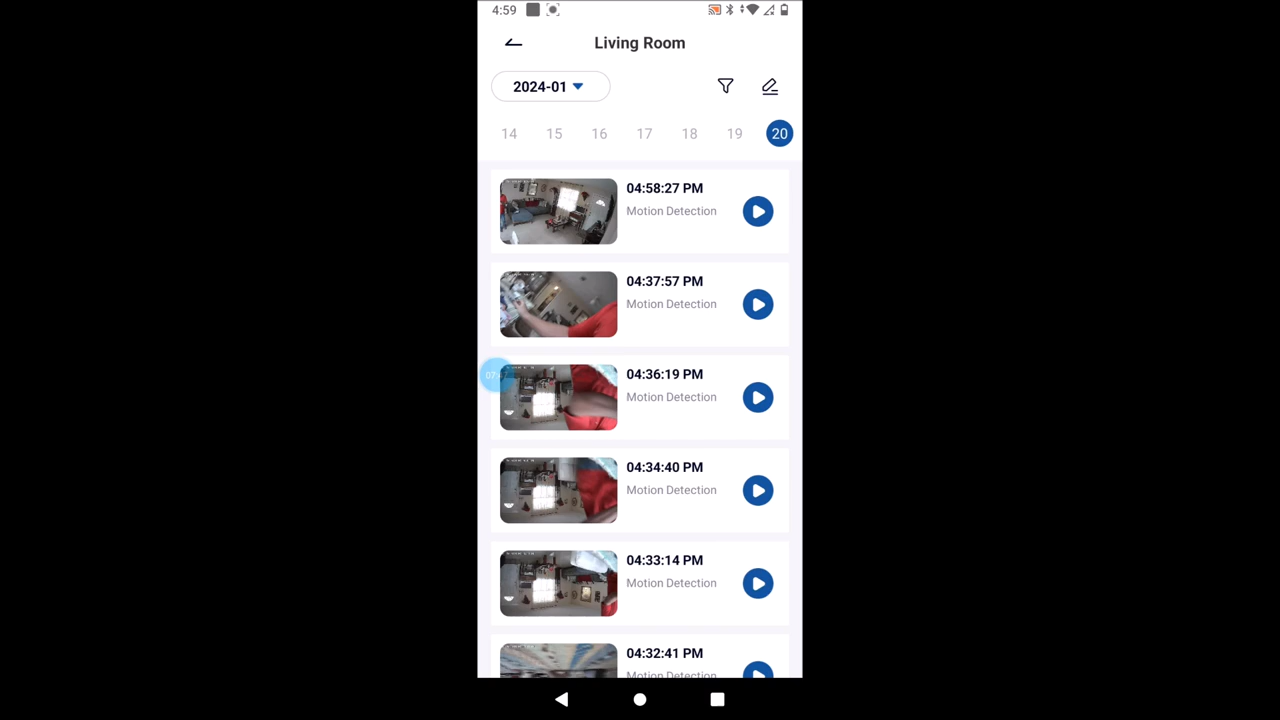 4:59
Living Room
2024-01
14 15 16 17 18 19 20
04:58:27 PM
Motion Detection
04:37:57 PM
Motion Detection
04:36:19 PM
Motion Detection
04:34:40 PM
Motion Detection
04:33:14 PM
Motion Detection
04:32:41 PM
Motion Detection